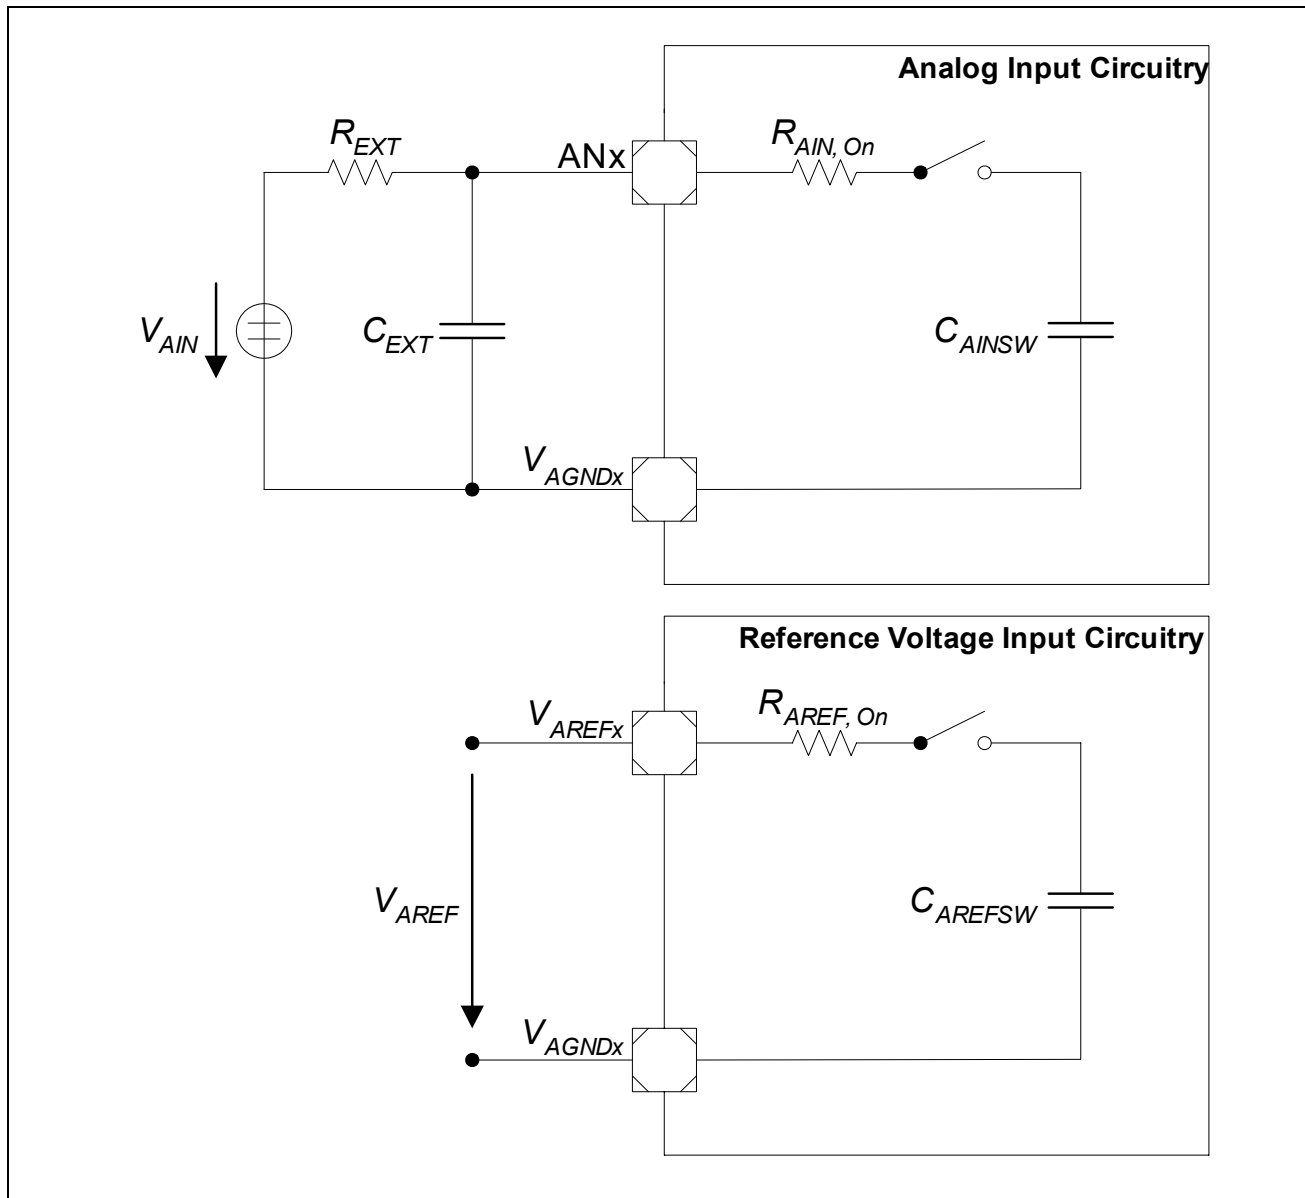 Analog Input Circuitry
R_EXT
ANx
R_AIN, On
V_AIN
C_EXT
C_AINSW
V_AGNDx
Reference Voltage Input Circuitry
V_AREFx
R_AREF, On
V_AREF
C_AREFSW
V_AGNDx